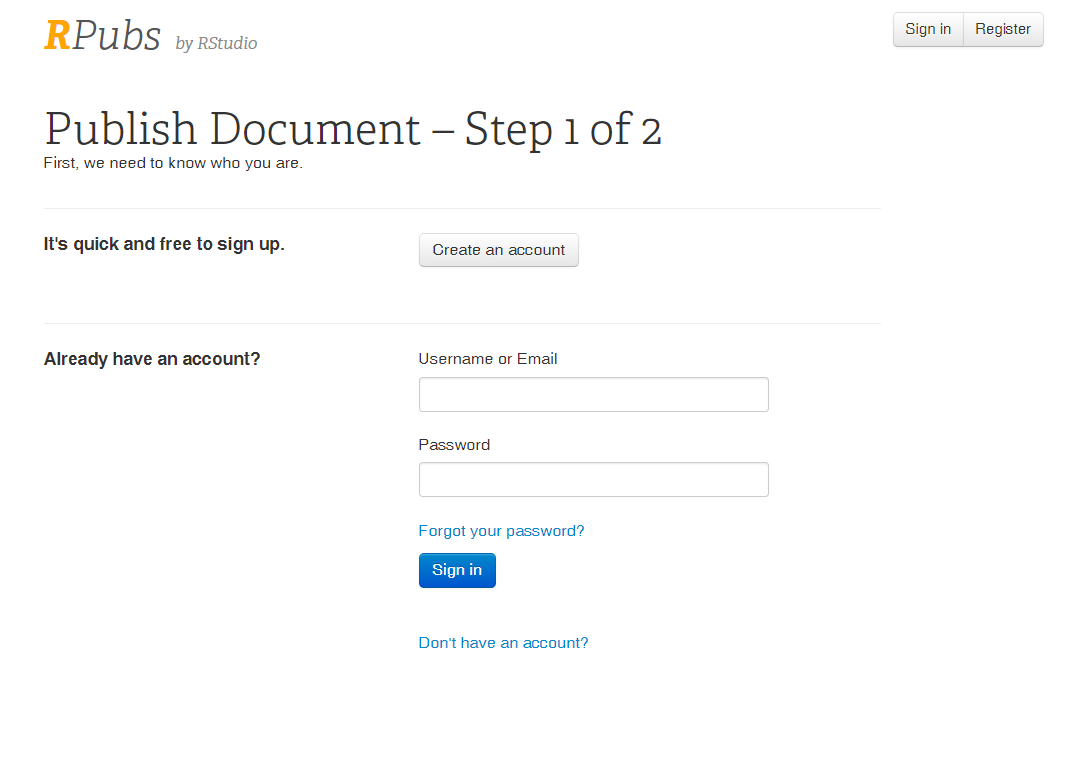 RPubs by RStudio
Sign in Register
Publish Document – Step 1 of 2
First, we need to know who you are.
It's quick and free to sign up.
Create an account
Already have an account?
Username or Email
Password
Forgot your password?
Sign in
Don't have an account?